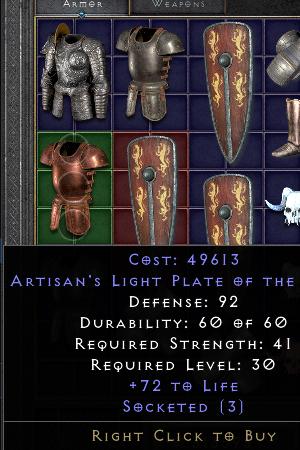 Armor Weapons
Cost: 49613
Artisan's Light Plate of the
Defense: 92
Durability: 60 of 60
Required Strength: 41
Required Level: 30
+72 to Life
Socketed (3)
Right Click to Buy